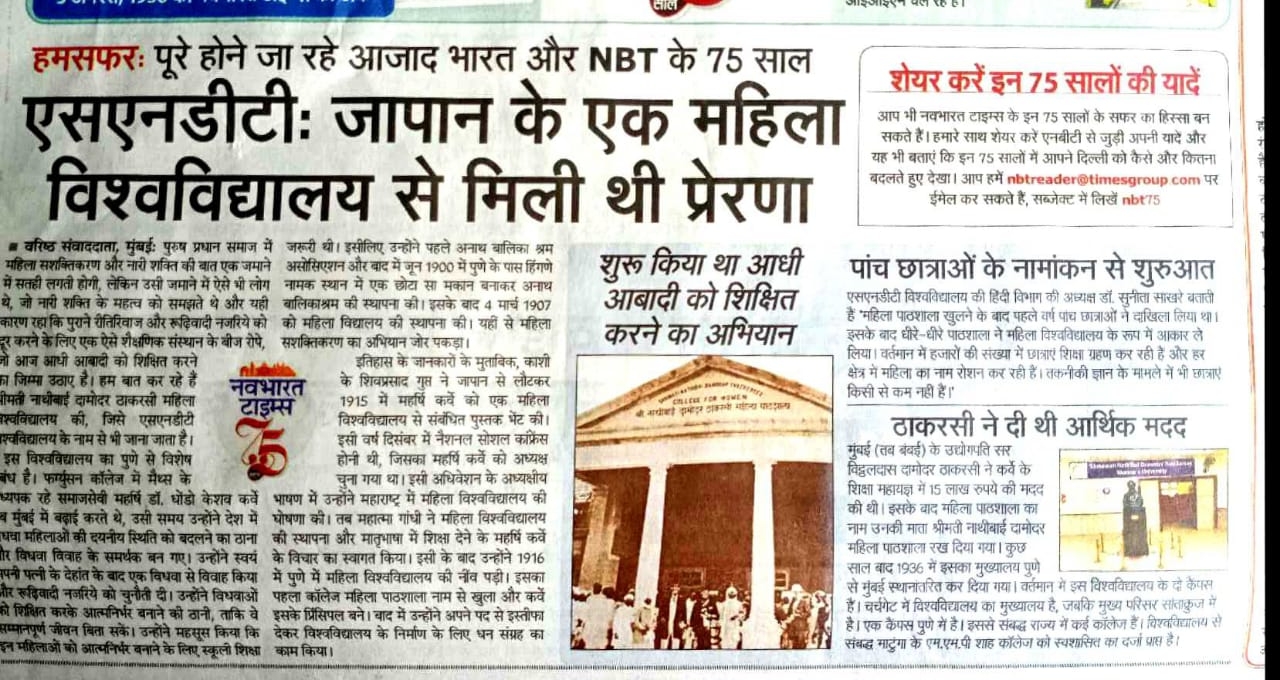 साल
आइआइएम चल रहे हैं।
हमसफर: पूरे होने जा रहे आजाद भारत और NBT के 75 साल
एसएनडीटी: जापान के एक महिला
विश्वविद्यालय से मिली थी प्रेरणा
शेयर करें इन 75 सालों की यादें
आप भी नवभारत टाइम्स के इन 75 सालों के सफर का हिस्सा बन
सकते हैं। हमारे साथ शेयर करें एनबीटी से जुड़ी अपनी यादें और
यह भी बताएं कि इन 75 सालों में आपने दिल्ली को कैसे और कितना
बदलते हुए देखा। आप हमें nbtreader@timesgroup.com पर
ईमेल कर सकते हैं, सब्जेक्ट में लिखें nbt75
■ वरिष्ठ संवाददाता, मुंबई: पुरुष प्रधान समाज में
महिला सशक्तिकरण और नारी शक्ति की बात एक जमाने
में सतही लगती होगी, लेकिन उसी जमाने में ऐसे भी लोग
थे, जो नारी शक्ति के महत्व को समझते थे और यही
कारण रहा कि पुराने रीतिरिवाज और रूढ़िवादी नजरिये को
दूर करने के लिए एक ऐसे शैक्षणिक संस्थान के बीज रोपे,
जो आज आधी आबादी को शिक्षित करने
का जिम्मा उठाए है। हम बात कर रहे हैं
श्रीमती नाथीबाई दामोदर ठाकरसी महिला
विश्वविद्यालय की, जिसे एसएनडीटी
विश्वविद्यालय के नाम से भी जाना जाता है।
इस विश्वविद्यालय का पुणे से विशेष
बंध है। फर्ग्युसन कॉलेज में मैथ्स के
ध्यापक रहे समाजसेवी महर्षि डॉ. धोंडो केशव कर्वे
ब मुंबई में बढ़ाई करते थे, उसी समय उन्होंने देश में
धवा महिलाओं की दयनीय स्थिति को बदलने का ठाना
और विधवा विवाह के समर्थक बन गए। उन्होंने स्वयं
पनी पत्नी के देहांत के बाद एक विधवा से विवाह किया
और रूढ़िवादी नजरिये को चुनौती दी। उन्होंने विधवाओं
को शिक्षित करके आत्मनिर्भर बनाने की ठानी, ताकि वे
सम्मानपूर्ण जीवन बिता सकें। उन्होंने महसूस किया कि
इन महिलाओं को आत्मनिर्भर बनाने के लिए स्कूली शिक्षा
नवभारत
टाइम्स
75
जरूरी थी। इसीलिए उन्होंने पहले अनाथ बालिका श्रम
असोसिएशन और बाद में जून 1900 में पुणे के पास हिंगणे
नामक स्थान में एक छोटा सा मकान बनाकर अनाथ
बालिकाश्रम की स्थापना की। इसके बाद 4 मार्च 1907
को महिला विद्यालय की स्थापना की। यहीं से महिला
सशक्तिकरण का अभियान जोर पकड़ा।
इतिहास के जानकारों के मुताबिक, काशी
के शिवप्रसाद गुप्त ने जापान से लौटकर
1915 में महर्षि कर्वे को एक महिला
विश्वविद्यालय से संबंधित पुस्तक भेंट की।
इसी वर्ष दिसंबर में नैशनल सोशल कांफ्रेंस
होनी थी, जिसका महर्षि कर्वे को अध्यक्ष
चुना गया था। इसी अधिवेशन के अध्यक्षीय
भाषण में उन्होंने महाराष्ट्र में महिला विश्वविद्यालय की
घोषणा की। तब महात्मा गांधी ने महिला विश्वविद्यालय
की स्थापना और मातृभाषा में शिक्षा देने के महर्षि कर्वे
के विचार का स्वागत किया। इसी के बाद उन्होंने 1916
में पुणे में महिला विश्वविद्यालय की नींव पड़ी। इसका
पहला कॉलेज महिला पाठशाला नाम से खुला और कर्वे
इसके प्रिंसिपल बने। बाद में उन्होंने अपने पद से इस्तीफा
देकर विश्वविद्यालय के निर्माण के लिए धन संग्रह का
काम किया।
शुरू किया था आधी
आबादी को शिक्षित
करने का अभियान
COLLEGE FOR WOMEN
श्री नाथीबाई दामोदर ठाकरसी महिला पाठशाला
पांच छात्राओं के नामांकन से शुरुआत
एसएनडीटी विश्वविद्यालय की हिंदी विभाग की अध्यक्ष डॉ. सुनीता साखरे बताती
हैं 'महिला पाठशाला खुलने के बाद पहले वर्ष पांच छात्राओं ने दाखिला लिया था।
इसके बाद धीरे-धीरे पाठशाला ने महिला विश्वविद्यालय के रूप में आकार ले
लिया। वर्तमान में हजारों की संख्या में छात्राएं शिक्षा ग्रहण कर रही हैं और हर
क्षेत्र में महिला का नाम रोशन कर रही हैं। तकनीकी ज्ञान के मामले में भी छात्राएं
किसी से कम नहीं हैं।'
ठाकरसी ने दी थी आर्थिक मदद
मुंबई (तब बंबई) के उद्योगपति सर
विट्ठलदास दामोदर ठाकरसी ने कर्वे के
शिक्षा महायज्ञ में 15 लाख रुपये की मदद
की थी। इसके बाद महिला पाठशाला का
नाम उनकी माता श्रीमती नाथीबाई दामोदर
महिला पाठशाला रख दिया गया। कुछ
साल बाद 1936 में इसका मुख्यालय पुणे
से मुंबई स्थानांतरित कर दिया गया। वर्तमान में इस विश्वविद्यालय के दो कैंपस
हैं। चर्चगेट में विश्वविद्यालय का मुख्यालय है, जबकि मुख्य परिसर सांताक्रुज में
है। एक कैंपस पुणे में है। इससे संबद्ध राज्य में कई कॉलेज हैं। विश्वविद्यालय से
संबद्ध माटुंगा के एम.एम.पी शाह कॉलेज को स्वशासित का दर्जा प्राप्त है।